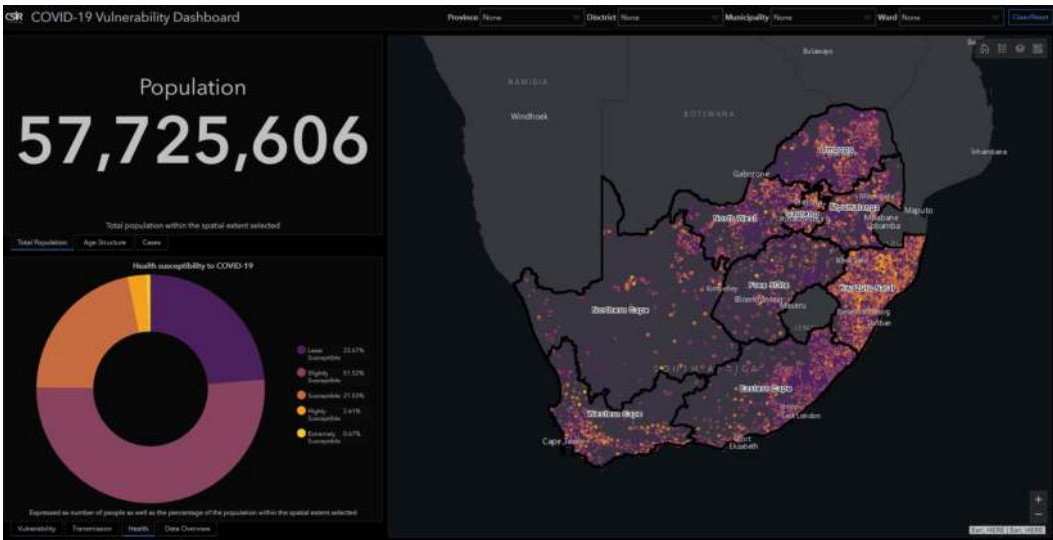 CSIR COVID-19 Vulnerability Dashboard
Province None District None Municipality None Ward None Clear/Reset
Population
57,725,606
Total population within the spatial extent selected
Total Population Age Structure Cases
Health susceptibility to COVID-19
Least Susceptible 23.67%
Slightly Susceptible 51.52%
Susceptible 21.53%
Highly Susceptible 2.61%
Extremely Susceptible 0.67%
Expressed as number of people as well as the percentage of the population within the spatial extent selected
Vulnerability Transmission Health Data Overview
Bulawayo
NAMIBIA
Windhoek
BOTSWANA
Limpopo
Inhambane
Gaborone
North West
Gauteng
Mpumalanga
Maputo
Mbabane
Lobamba
Kimberley
Free State
KwaZulu-Natal
Bloemfontein
Maseru
Northern Cape
Durban
SOUTH AFRICA
Eastern Cape
East London
Western Cape
Cape Town
Port
Elizabeth
Esri, HERE | Esri, HERE